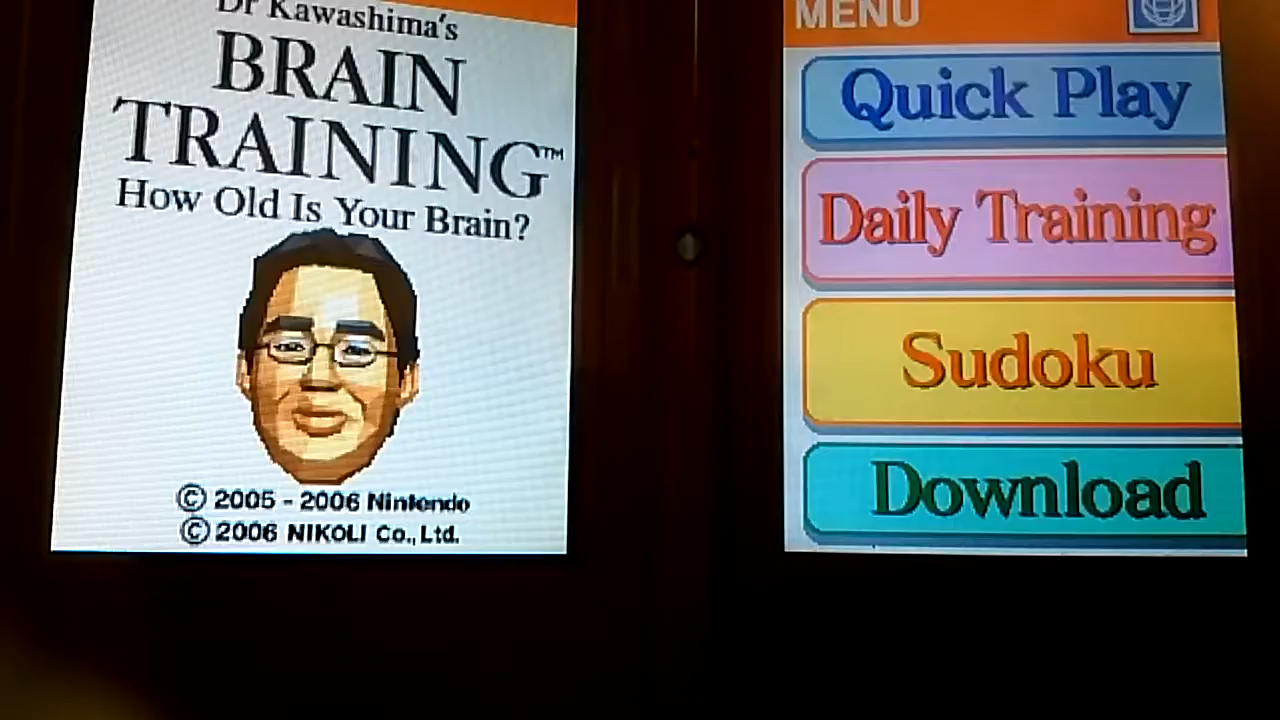 Dr Kawashima's
BRAIN
TRAINING™
How Old Is Your Brain?
© 2005 - 2006 Nintendo
© 2006 NIKOLI Co., Ltd.
MENU
Quick Play
Daily Training
Sudoku
Download